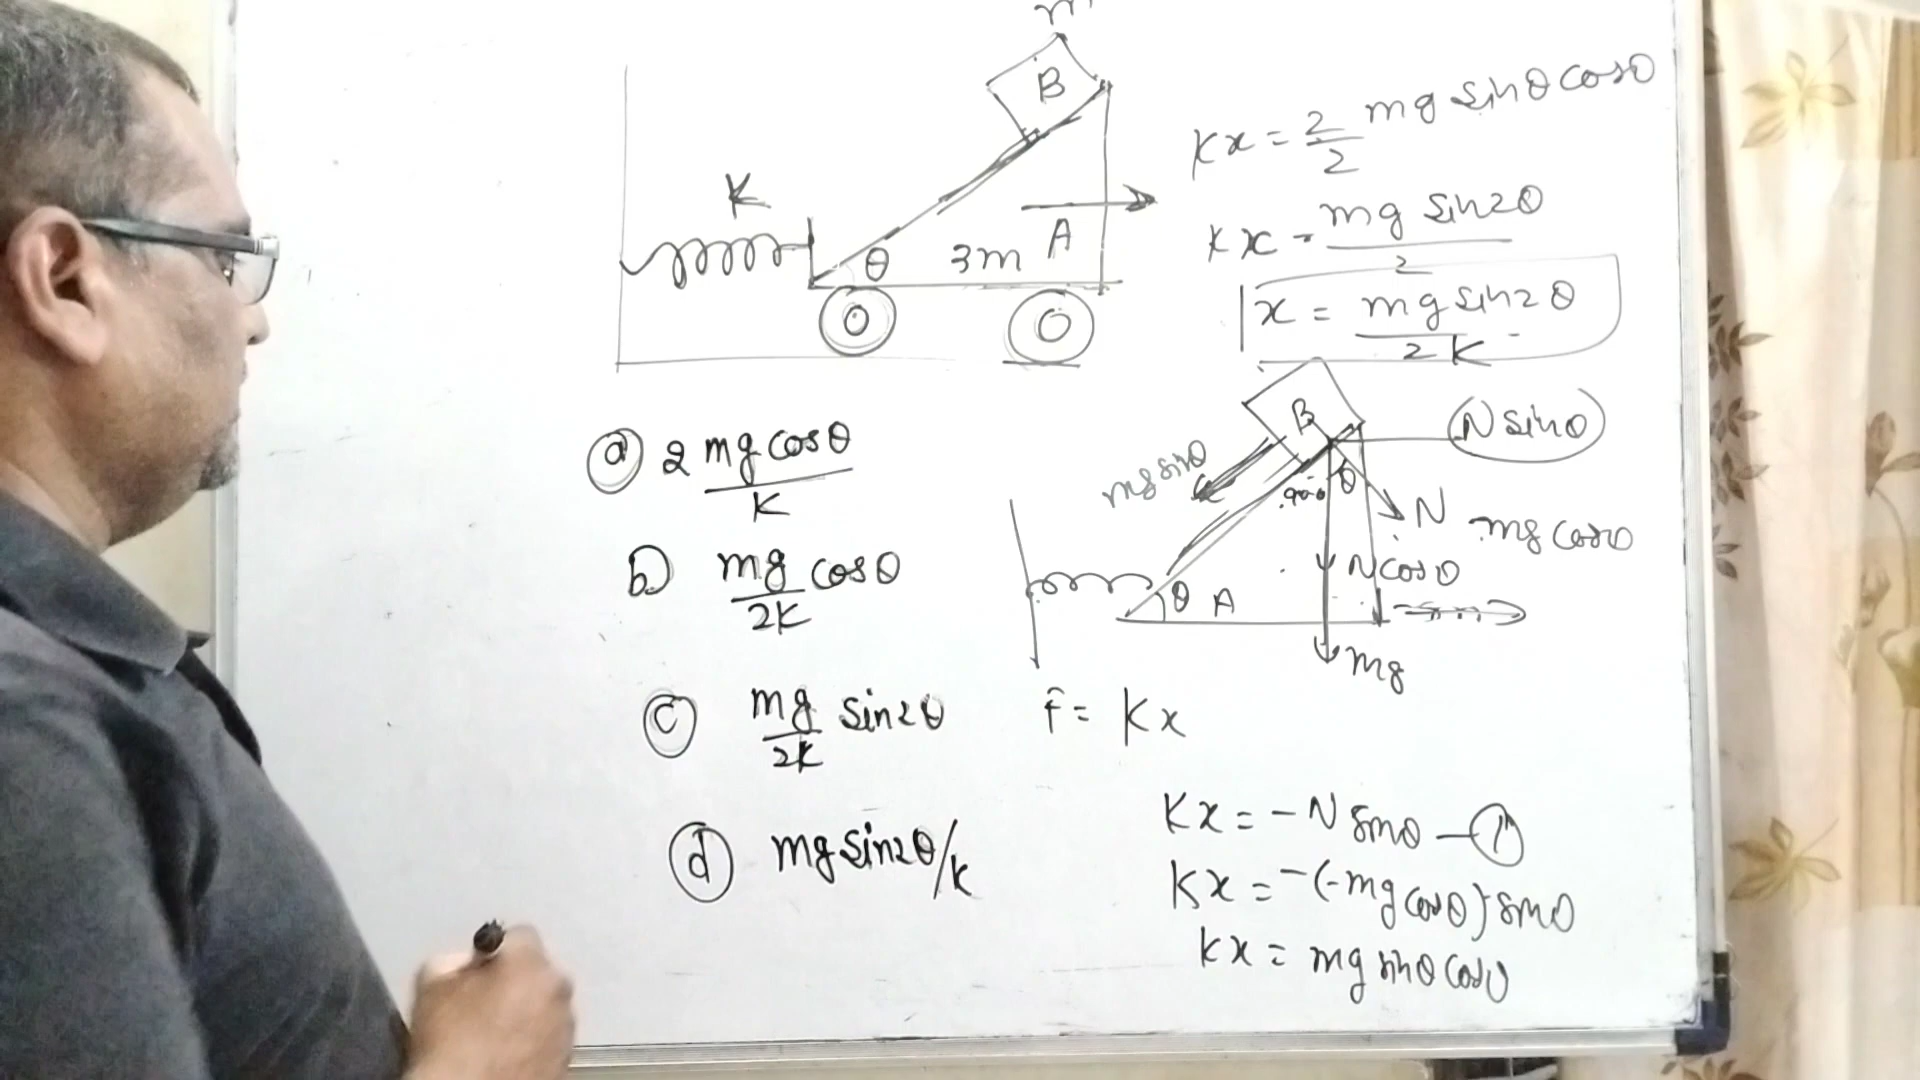 m
B
K
θ
3m
A
Kx = 2/2 mg sinθ cosθ
Kx = mg sin2θ / 2
x = mg sin2θ / 2K
(a) 2 mg cosθ / K
b) mg / 2K cosθ
(c) mg / 2K sin2θ
(d) mg sin2θ/K
B
N sinθ
mg sinθ
90-θ
θ
N
mg cosθ
N cosθ
θ A
mg
F = Kx
Kx = - N sinθ — (1)
Kx = -(-mg cosθ) sinθ
Kx = mg sinθ cosθ